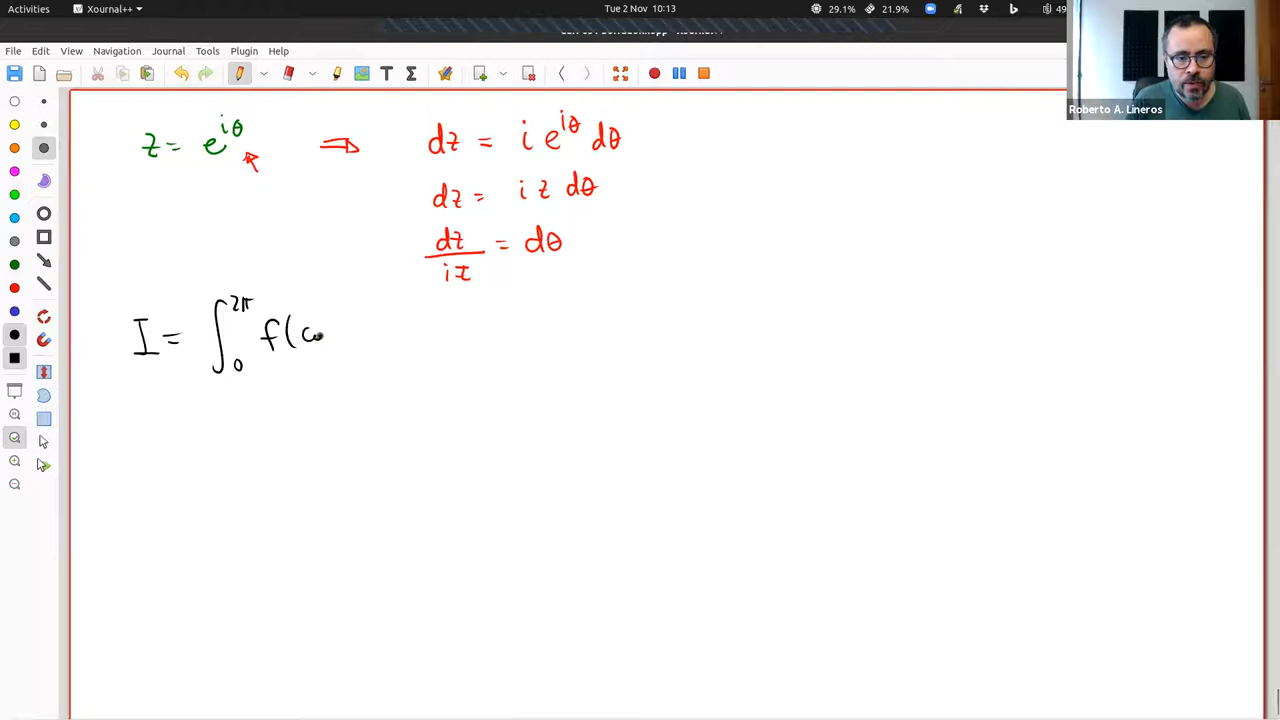 Activities Xournal++ Tue 2 Nov 10:13 29.1% 21.9%
File Edit View Navigation Journal Tools Plugin Help
Roberto A. Lineros
z = e^{iθ} ⇒ dz = i e^{iθ} dθ
dz = i z dθ
dz/iz = dθ
I = ∫_0^{2π} f(co